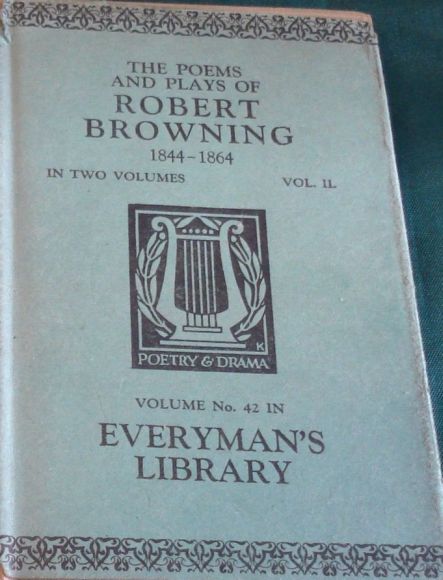 THE POEMS
AND PLAYS OF
ROBERT
BROWNING
1844-1864
IN TWO VOLUMES VOL. II.
K
POETRY & DRAMA
VOLUME No. 42 IN
EVERYMAN'S
LIBRARY